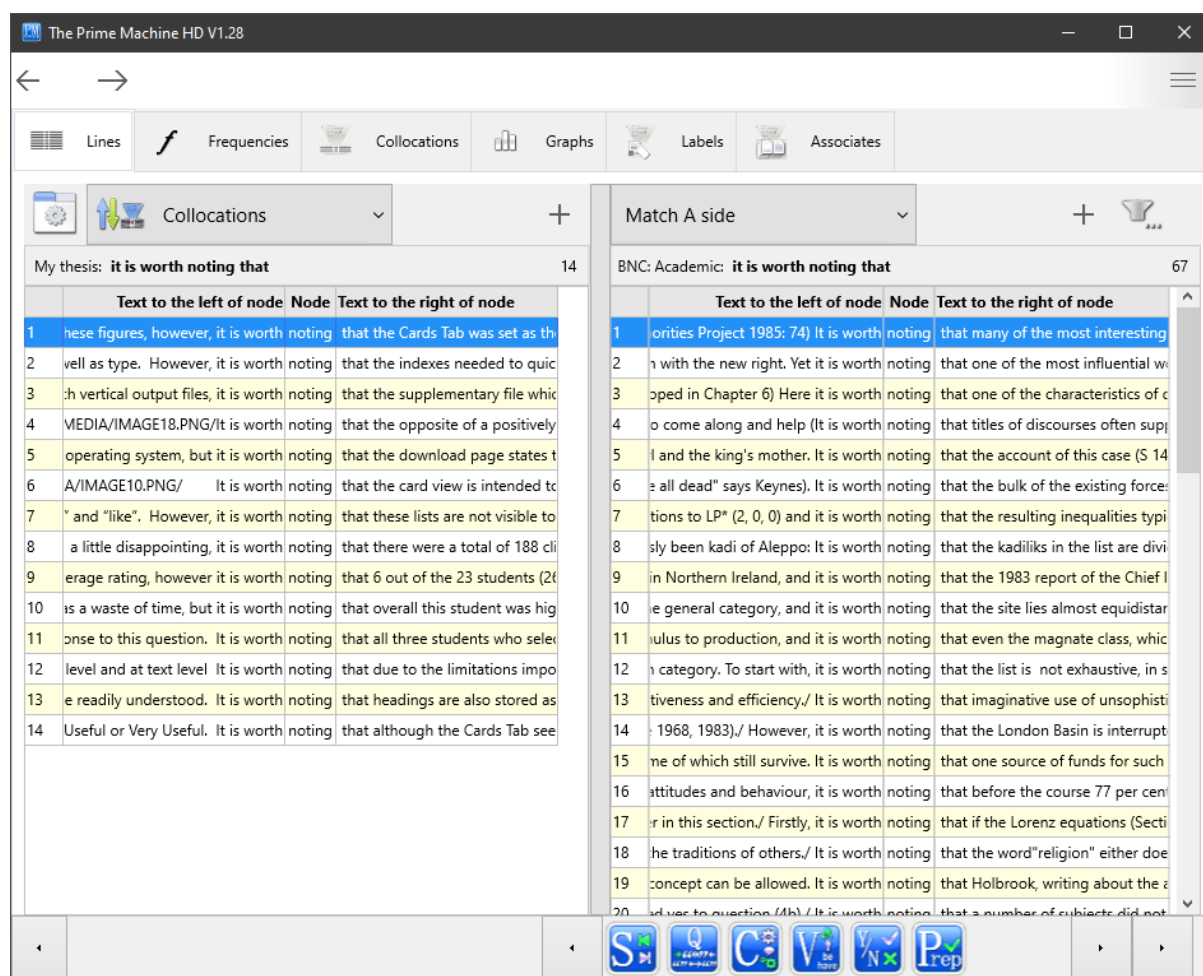 The Prime Machine HD V1.28
Lines
Frequencies
Collocations
Graphs
Labels
Associates
Collocations
Match A side
My thesis: it is worth noting that 14
Text to the left of node Node Text to the right of node
1 hese figures, however, it is worth noting that the Cards Tab was set as the
2 well as type. However, it is worth noting that the indexes needed to quic
3 h vertical output files, it is worth noting that the supplementary file whic
4 MEDIA/IMAGE18.PNG/It is worth noting that the opposite of a positively
5 operating system, but it is worth noting that the download page states t
6 A/IMAGE10.PNG/ It is worth noting that the card view is intended to
7 " and “like”. However, it is worth noting that these lists are not visible to
8 a little disappointing, it is worth noting that there were a total of 188 cli
9 erage rating, however it is worth noting that 6 out of the 23 students (26
10 as a waste of time, but it is worth noting that overall this student was hig
11 onse to this question. It is worth noting that all three students who selec
12 level and at text level It is worth noting that due to the limitations impo
13 e readily understood. It is worth noting that headings are also stored as
14 Useful or Very Useful. It is worth noting that although the Cards Tab see
BNC: Academic: it is worth noting that 67
Text to the left of node Node Text to the right of node
1 orities Project 1985: 74) It is worth noting that many of the most interesting
2 n with the new right. Yet it is worth noting that one of the most influential wo
3 oped in Chapter 6) Here it is worth noting that one of the characteristics of c
4 o come along and help (It is worth noting that titles of discourses often supp
5 l and the king's mother. It is worth noting that the account of this case (S 14
6 e all dead" says Keynes). It is worth noting that the bulk of the existing forces
7 tions to LP* (2, 0, 0) and it is worth noting that the resulting inequalities typi
8 sly been kadi of Aleppo: It is worth noting that the kadiliks in the list are divi
9 in Northern Ireland, and it is worth noting that the 1983 report of the Chief I
10 e general category, and it is worth noting that the site lies almost equidistan
11 ulus to production, and it is worth noting that even the magnate class, whic
12 n category. To start with, it is worth noting that the list is not exhaustive, in s
13 tiveness and efficiency./ It is worth noting that imaginative use of unsophisti
14 1968, 1983)./ However, it is worth noting that the London Basin is interrupt
15 me of which still survive. It is worth noting that one source of funds for such
16 attitudes and behaviour, it is worth noting that before the course 77 per cent
17 er in this section./ Firstly, it is worth noting that if the Lorenz equations (Secti
18 he traditions of others./ It is worth noting that the word"religion" either doe
19 concept can be allowed. It is worth noting that Holbrook, writing about the a
20 ed yes to question (4b) / It is worth noting that a number of subjects did not
S Q C V be have Y/N Prep